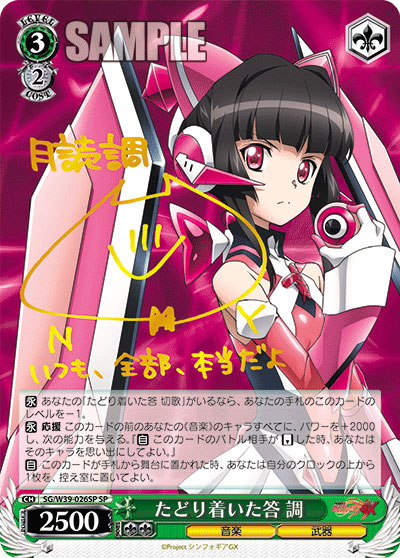 LEVEL
3
SAMPLE
2
COST
月読調
N M Y
いつも、全部、本当だよ
永 あなたの「たどり着いた答 切歌」がいるなら、あなたの手札のこのカードの
レベルを－1。
永 応援 このカードの前のあなたの《音楽》のキャラすべてに、パワーを+2000
し、次の能力を与える。『自 このカードのバトル相手が【】した時、あなたは
そのキャラを思い出にしてよい。』
自 このカードが手札から舞台に置かれた時、あなたは自分のクロックの上から
1枚を、控え室に置いてよい。
CH SG/W39-026SP SP
2500
たどり着いた答 調
音楽
武器
©Project シンフォギアGX